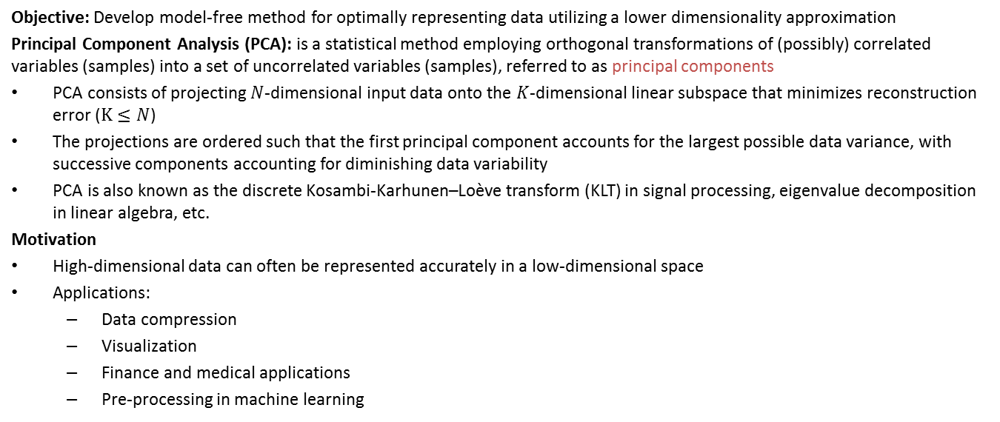 Objective: Develop model-free method for optimally representing data utilizing a lower dimensionality approximation
Principal Component Analysis (PCA): is a statistical method employing orthogonal transformations of (possibly) correlated
variables (samples) into a set of uncorrelated variables (samples), referred to as principal components
• PCA consists of projecting N-dimensional input data onto the K-dimensional linear subspace that minimizes reconstruction
error (K ≤ N)
• The projections are ordered such that the first principal component accounts for the largest possible data variance, with
successive components accounting for diminishing data variability
• PCA is also known as the discrete Kosambi-Karhunen–Loève transform (KLT) in signal processing, eigenvalue decomposition
in linear algebra, etc.
Motivation
• High-dimensional data can often be represented accurately in a low-dimensional space
• Applications:
– Data compression
– Visualization
– Finance and medical applications
– Pre-processing in machine learning